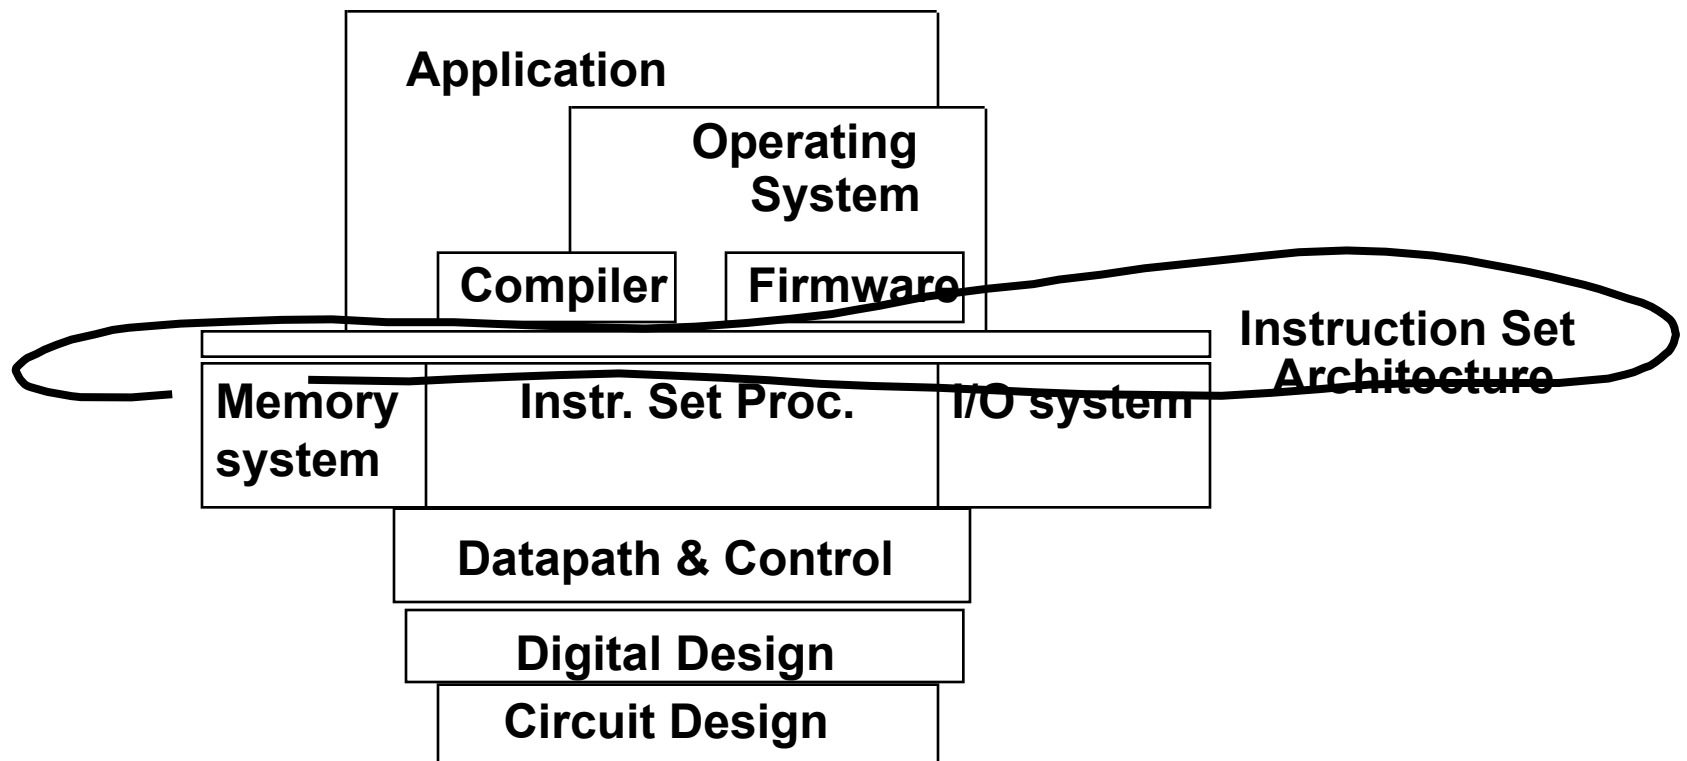 Application
Operating
System
Compiler
Firmware
Instruction Set
Architecture
Memory
system
Instr. Set Proc.
I/O system
Datapath & Control
Digital Design
Circuit Design